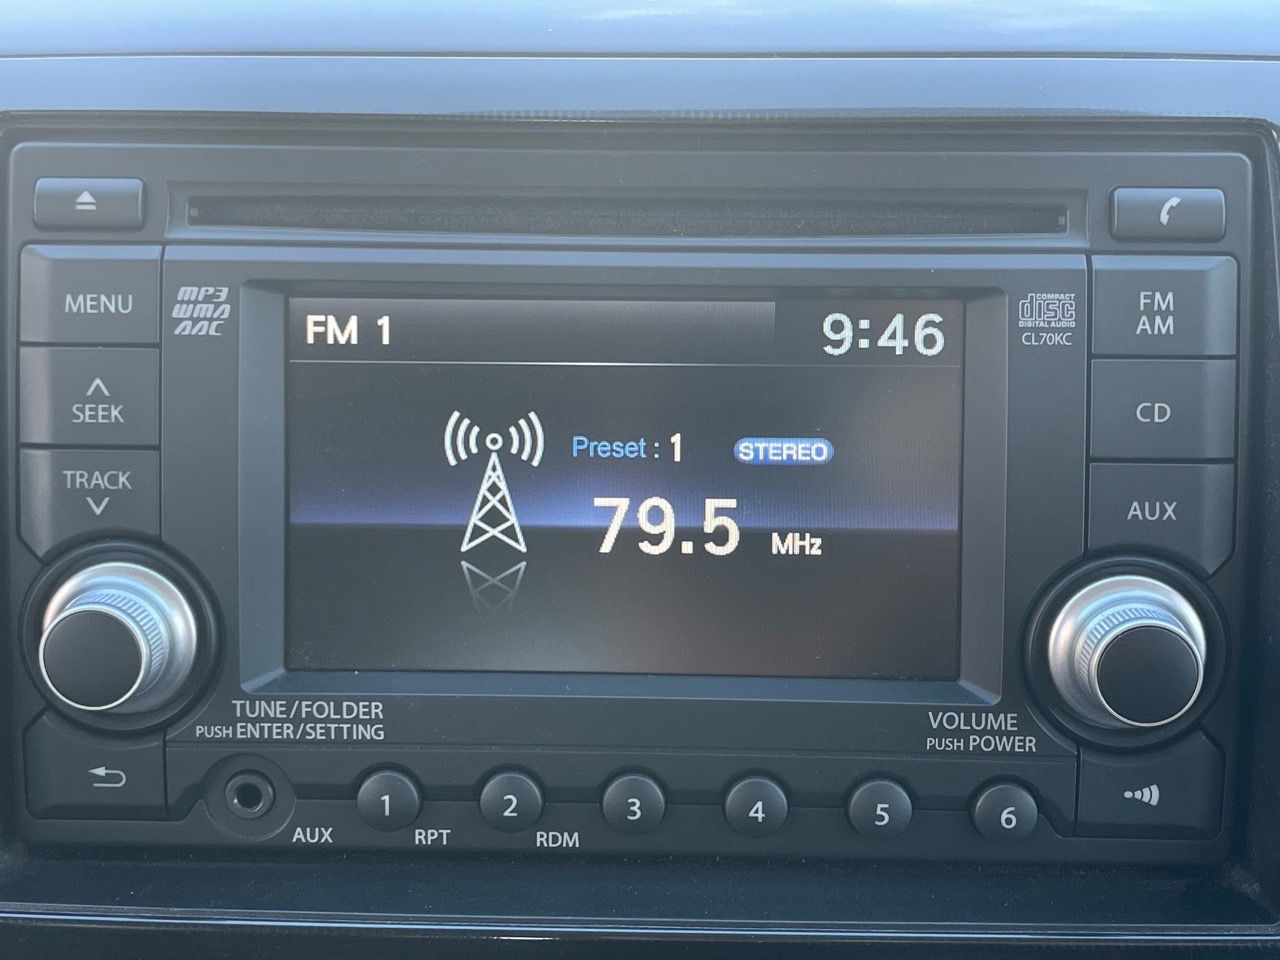 MENU
MP3
WMA
AAC
FM 1
9:46
COMPACT
disc
DIGITAL AUDIO
CL70KC
FM
AM
SEEK
Preset : 1
STEREO
CD
TRACK
79.5 MHz
AUX
TUNE/FOLDER
PUSH ENTER/SETTING
VOLUME
PUSH POWER
1
2
3
4
5
6
AUX
RPT
RDM